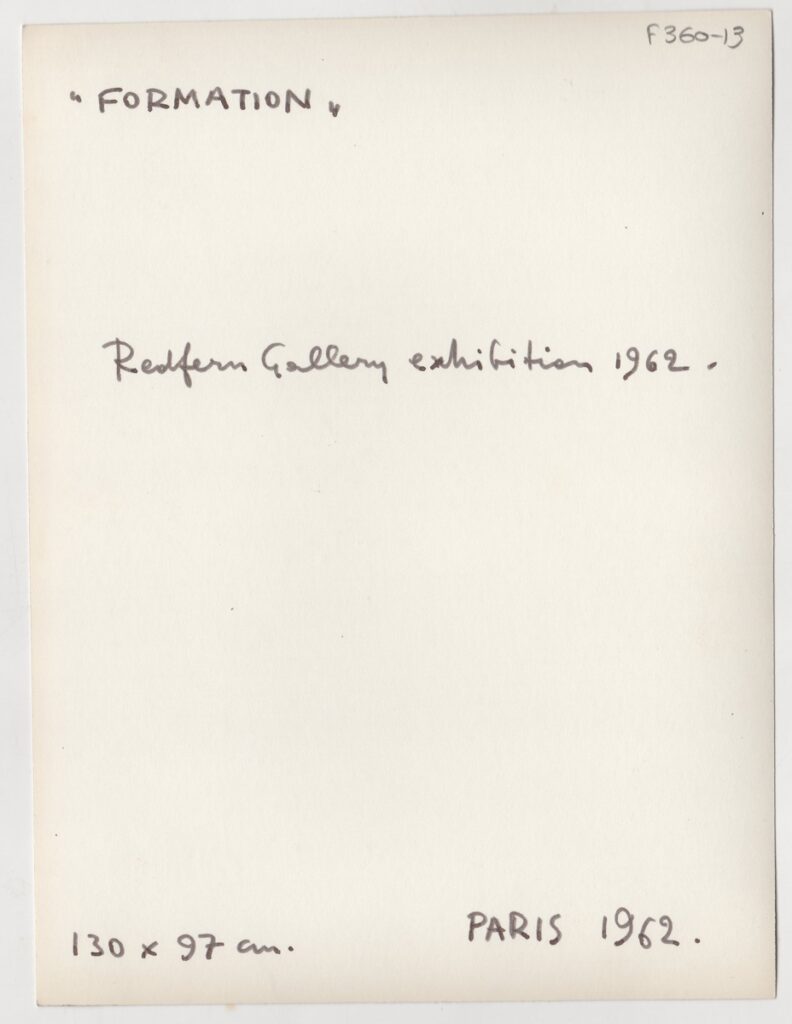 F360-13
"FORMATION"
Redfern Gallery exhibition 1962.
130 x 97 cm.
PARIS 1962.